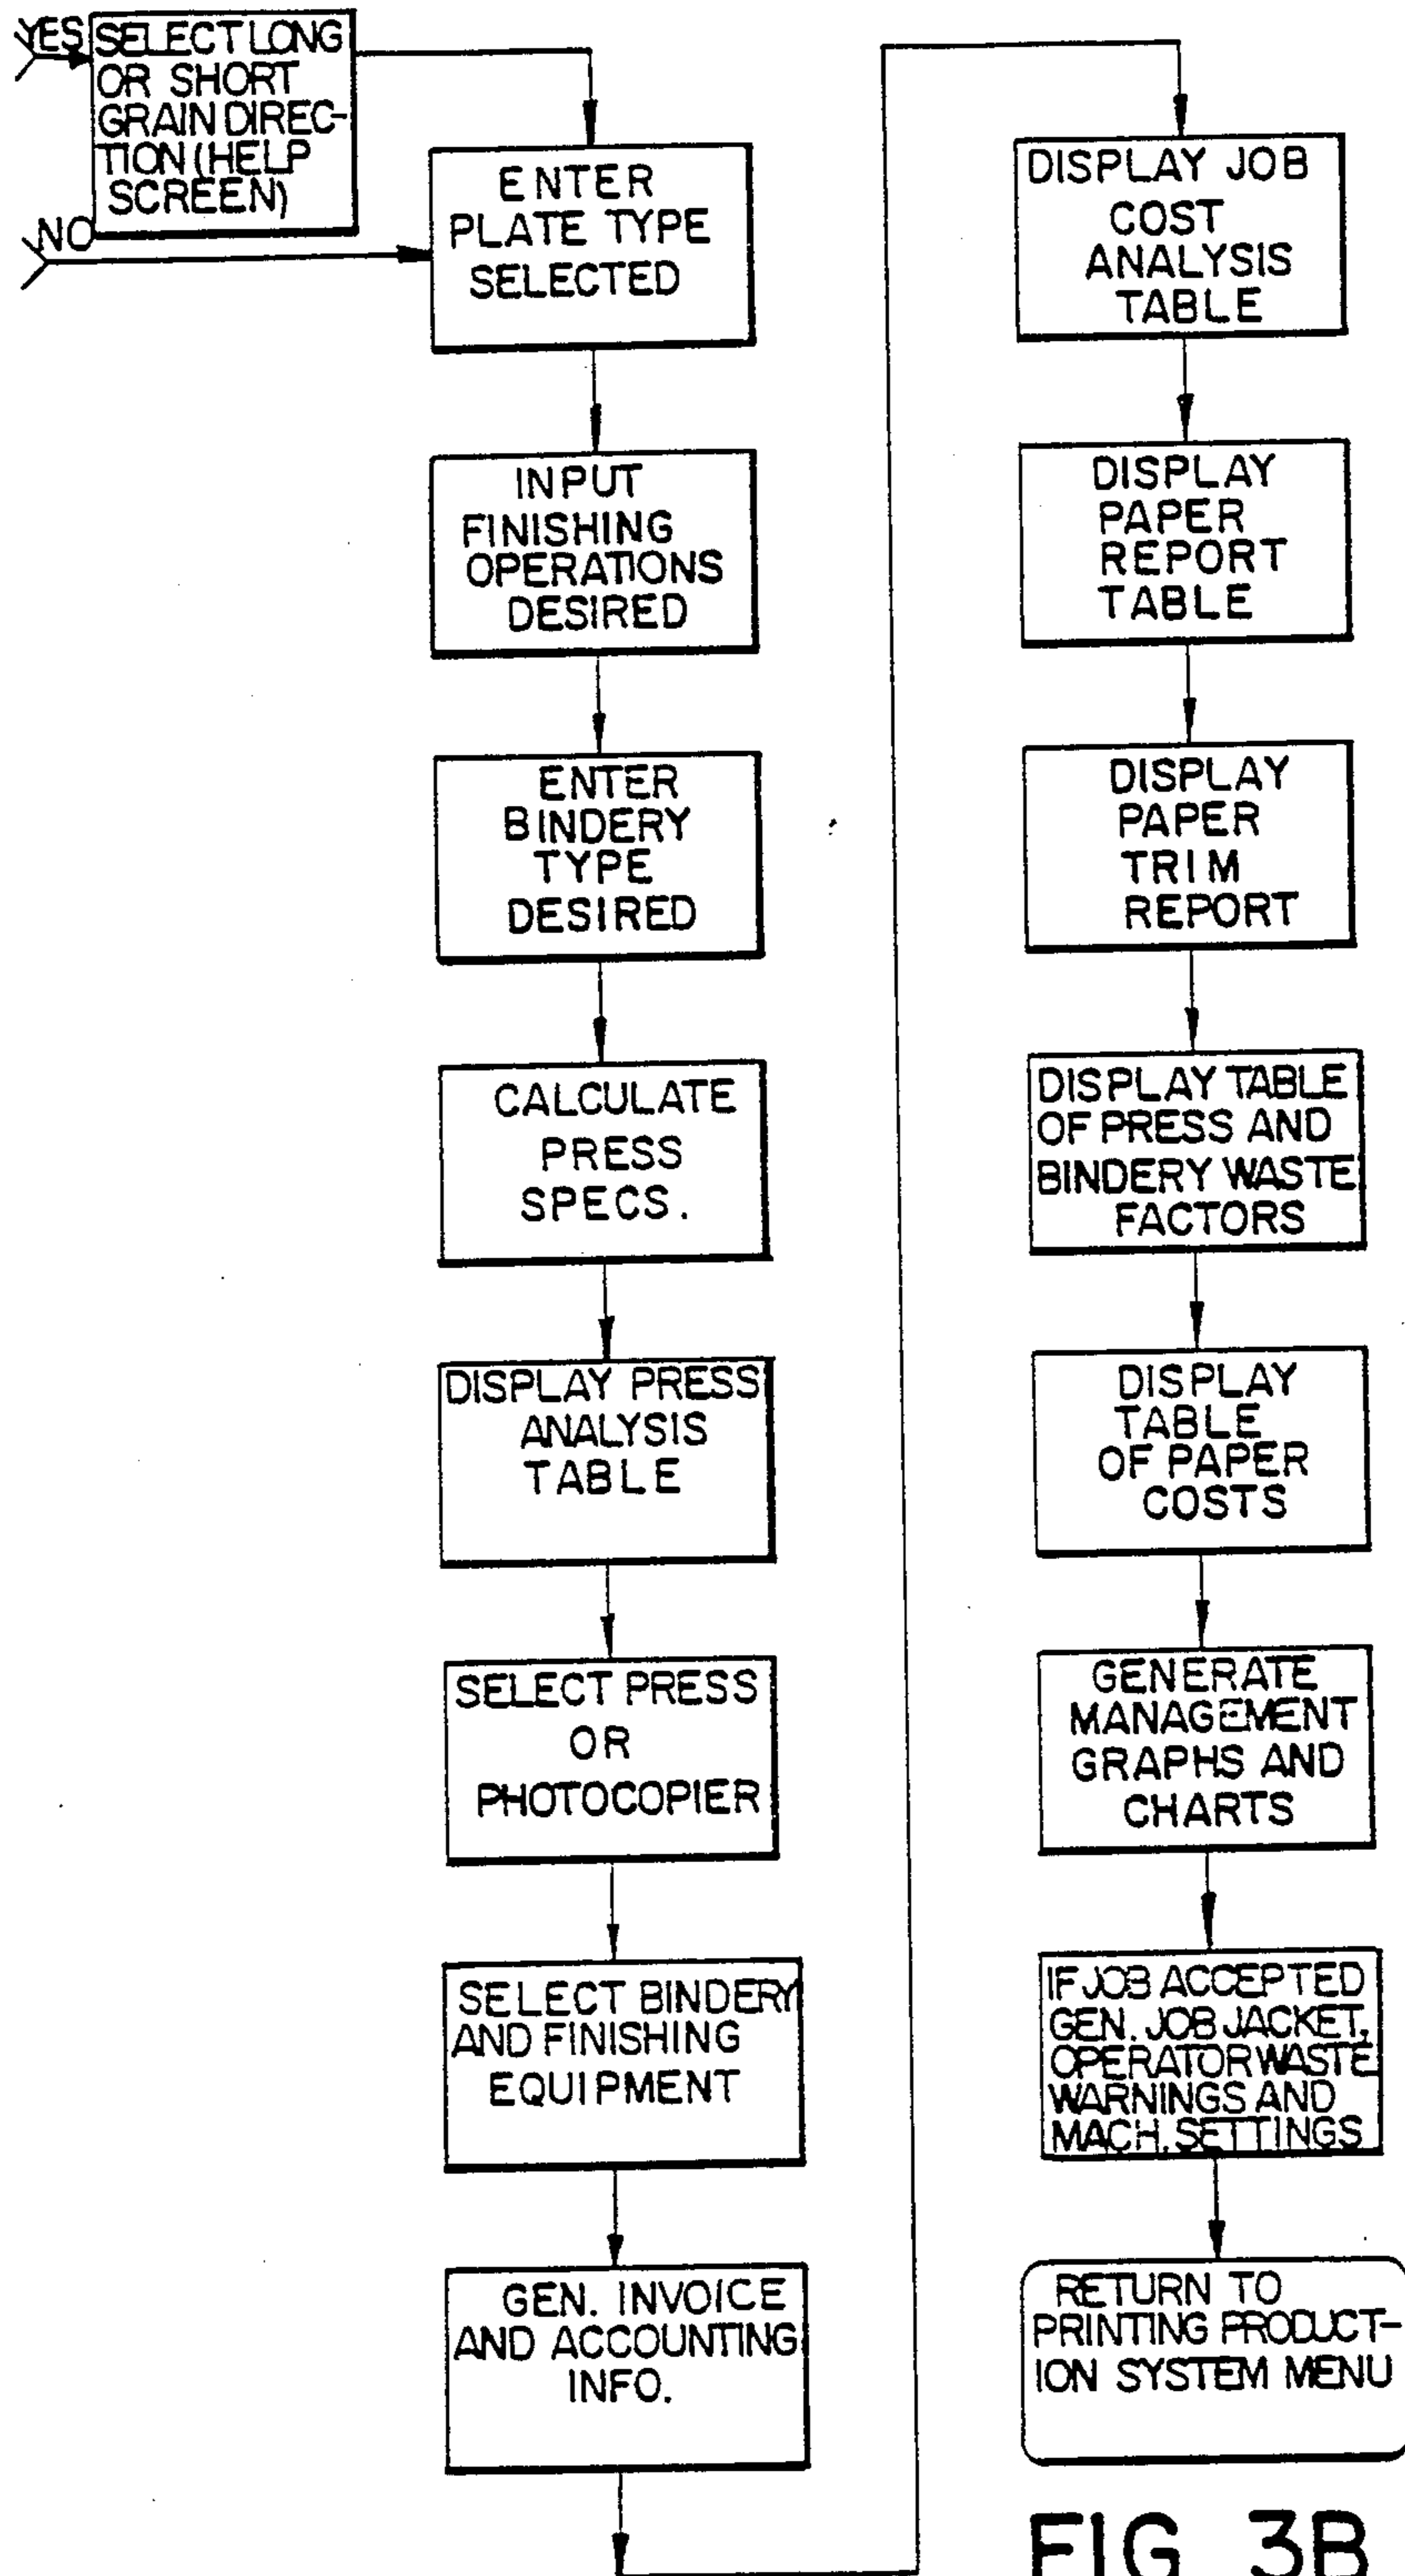 YES
SELECT LONG
OR SHORT
GRAIN DIREC-
TION (HELP
SCREEN)
NO
ENTER
PLATE TYPE
SELECTED
INPUT
FINISHING
OPERATIONS
DESIRED
ENTER
BINDERY
TYPE
DESIRED
CALCULATE
PRESS
SPECS.
DISPLAY PRESS
ANALYSIS
TABLE
SELECT PRESS
OR
PHOTOCOPIER
SELECT BINDERY
AND FINISHING
EQUIPMENT
GEN. INVOICE
AND ACCOUNTING
INFO.
DISPLAY JOB
COST
ANALYSIS
TABLE
DISPLAY
PAPER
REPORT
TABLE
DISPLAY
PAPER
TRIM
REPORT
DISPLAY TABLE
OF PRESS AND
BINDERY WASTE
FACTORS
DISPLAY
TABLE
OF PAPER
COSTS
GENERATE
MANAGEMENT
GRAPHS AND
CHARTS
IF JOB ACCEPTED
GEN. JOB JACKET,
OPERATOR WASTE
WARNINGS AND
MACH. SETTINGS
RETURN TO
PRINTING PRODUCT-
ION SYSTEM MENU
FIG 3B